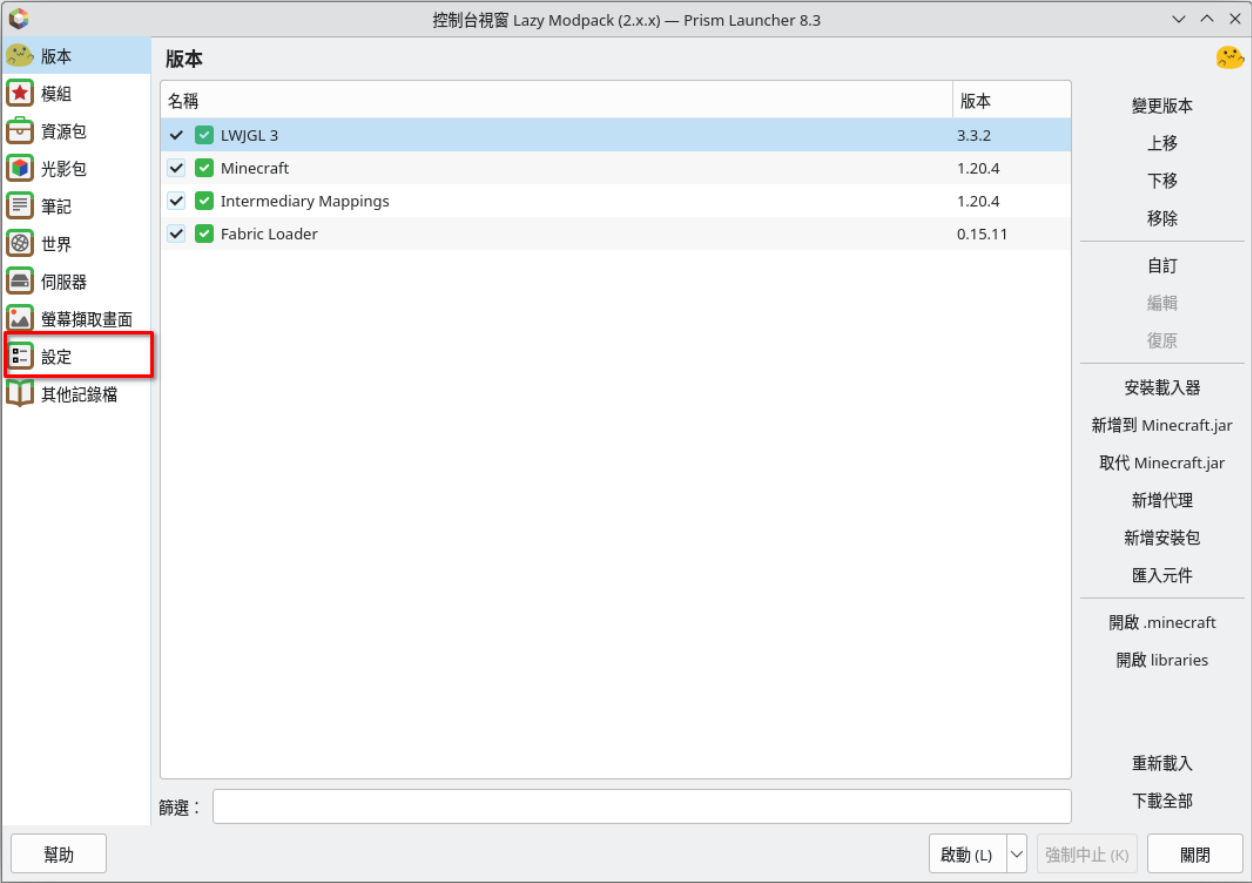 控制台視窗 Lazy Modpack (2.x.x) — Prism Launcher 8.3
版本
模組
資源包
光影包
筆記
世界
伺服器
螢幕擷取畫面
設定
其他記錄檔
版本
名稱 版本
LWJGL 3 3.3.2
Minecraft 1.20.4
Intermediary Mappings 1.20.4
Fabric Loader 0.15.11
篩選：
變更版本
上移
下移
移除
自訂
編輯
復原
安裝載入器
新增到 Minecraft.jar
取代 Minecraft.jar
新增代理
新增安裝包
匯入元件
開啟 .minecraft
開啟 libraries
重新載入
下載全部
幫助 啟動 (L) 強制中止 (K) 關閉